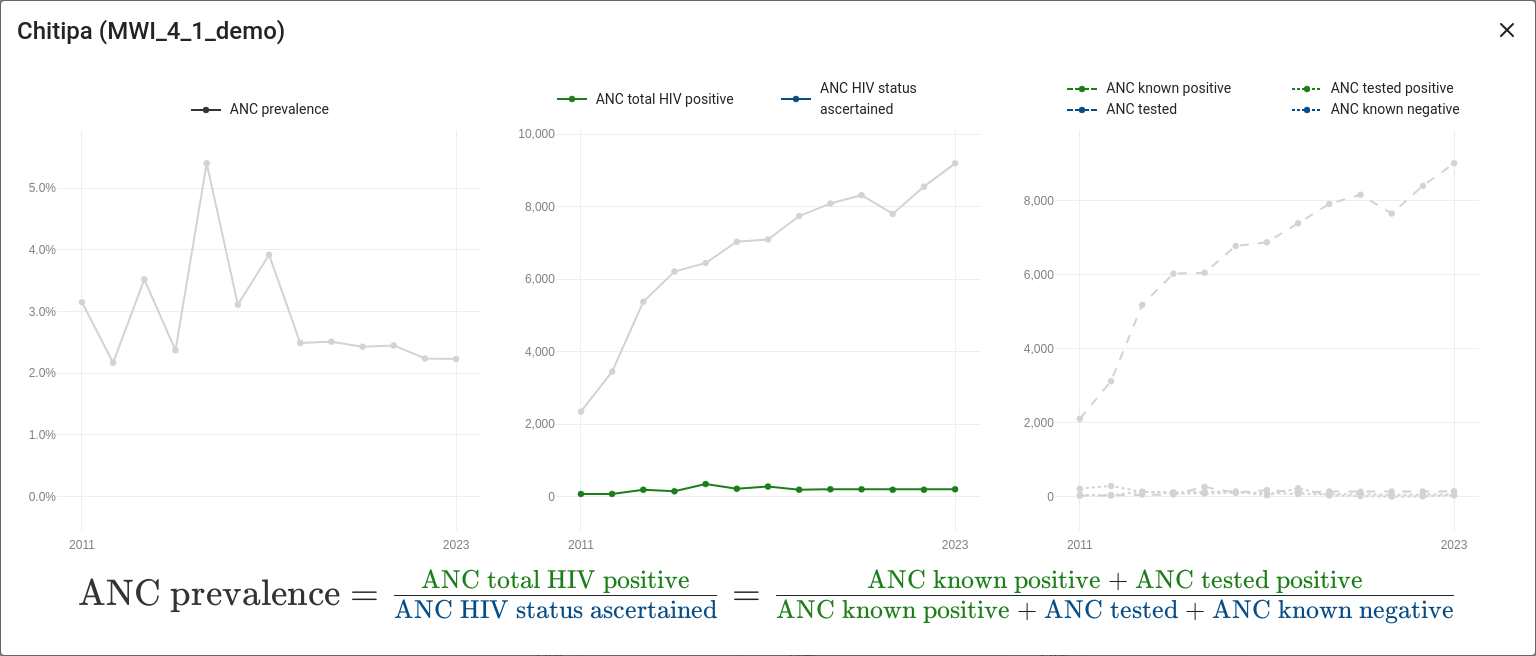 Chitipa (MWI_4_1_demo)
ANC prevalence
5.0%
4.0%
3.0%
2.0%
1.0%
0.0%
2011
2023
ANC total HIV positive
ANC HIV status
ascertained
10,000
8,000
6,000
4,000
2,000
0
2011
2023
ANC known positive
ANC tested positive
ANC tested
ANC known negative
8,000
6,000
4,000
2,000
0
2011
2023
ANC prevalence = ANC total HIV positive / ANC HIV status ascertained = ANC known positive + ANC tested positive / ANC known positive + ANC tested + ANC known negative